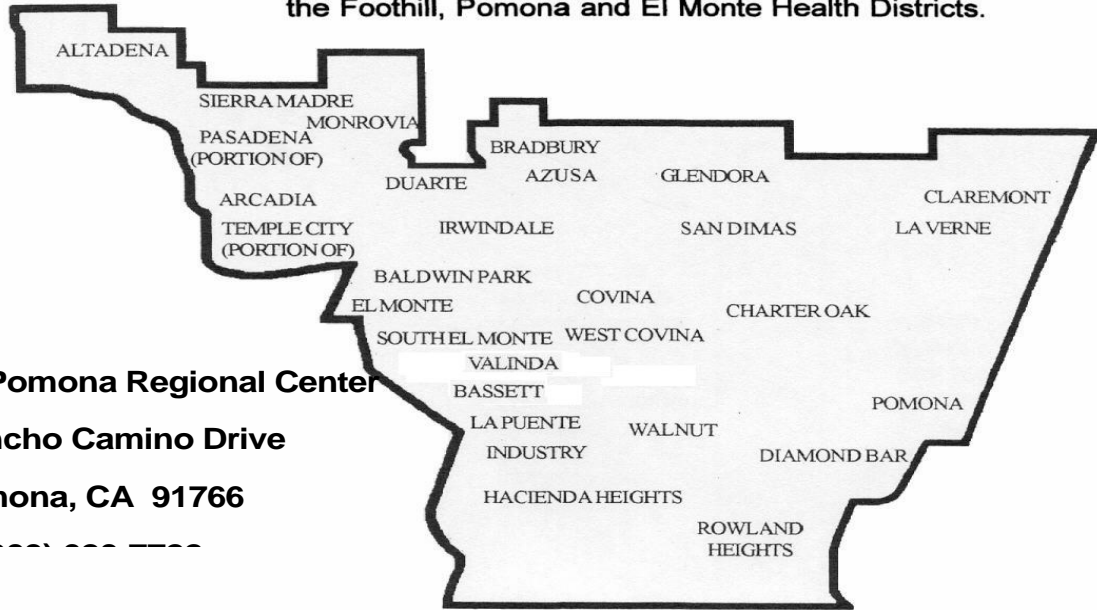 the Foothill, Pomona and El Monte Health Districts.
ALTADENA
SIERRA MADRE
MONROVIA
PASADENA
(PORTION OF)
BRADBURY
DUARTE
AZUSA
GLENDORA
CLAREMONT
ARCADIA
TEMPLE CITY
(PORTION OF)
IRWINDALE
SAN DIMAS
LA VERNE
BALDWIN PARK
EL MONTE
COVINA
CHARTER OAK
SOUTH EL MONTE
WEST COVINA
VALINDA
BASSETT
POMONA
LA PUENTE
WALNUT
INDUSTRY
DIAMOND BAR
HACIENDA HEIGHTS
ROWLAND
HEIGHTS
Pomona Regional Center
Camino Drive
CA 91766